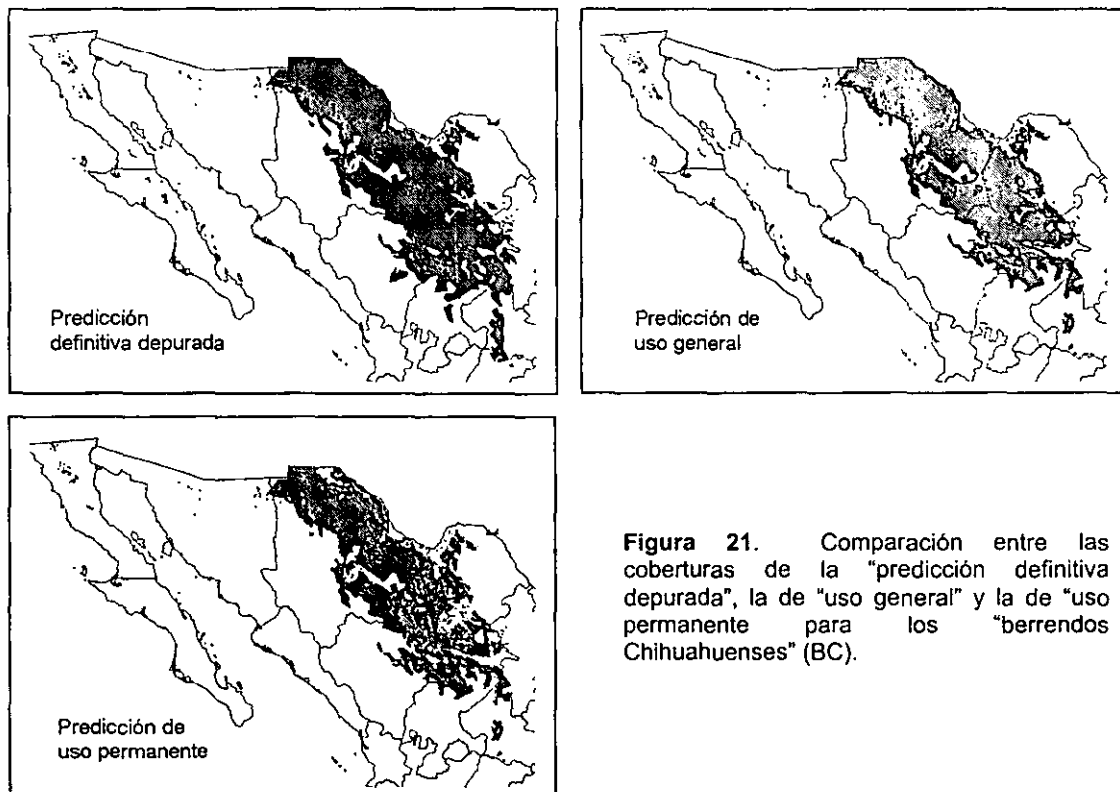 Predicción
definitiva depurada
Predicción de
uso general
Predicción de
uso permanente
Figura 21. Comparación entre las
coberturas de la "predicción definitiva
depurada", la de "uso general" y la de "uso
permanente para los "berrendos
Chihuahuenses" (BC).